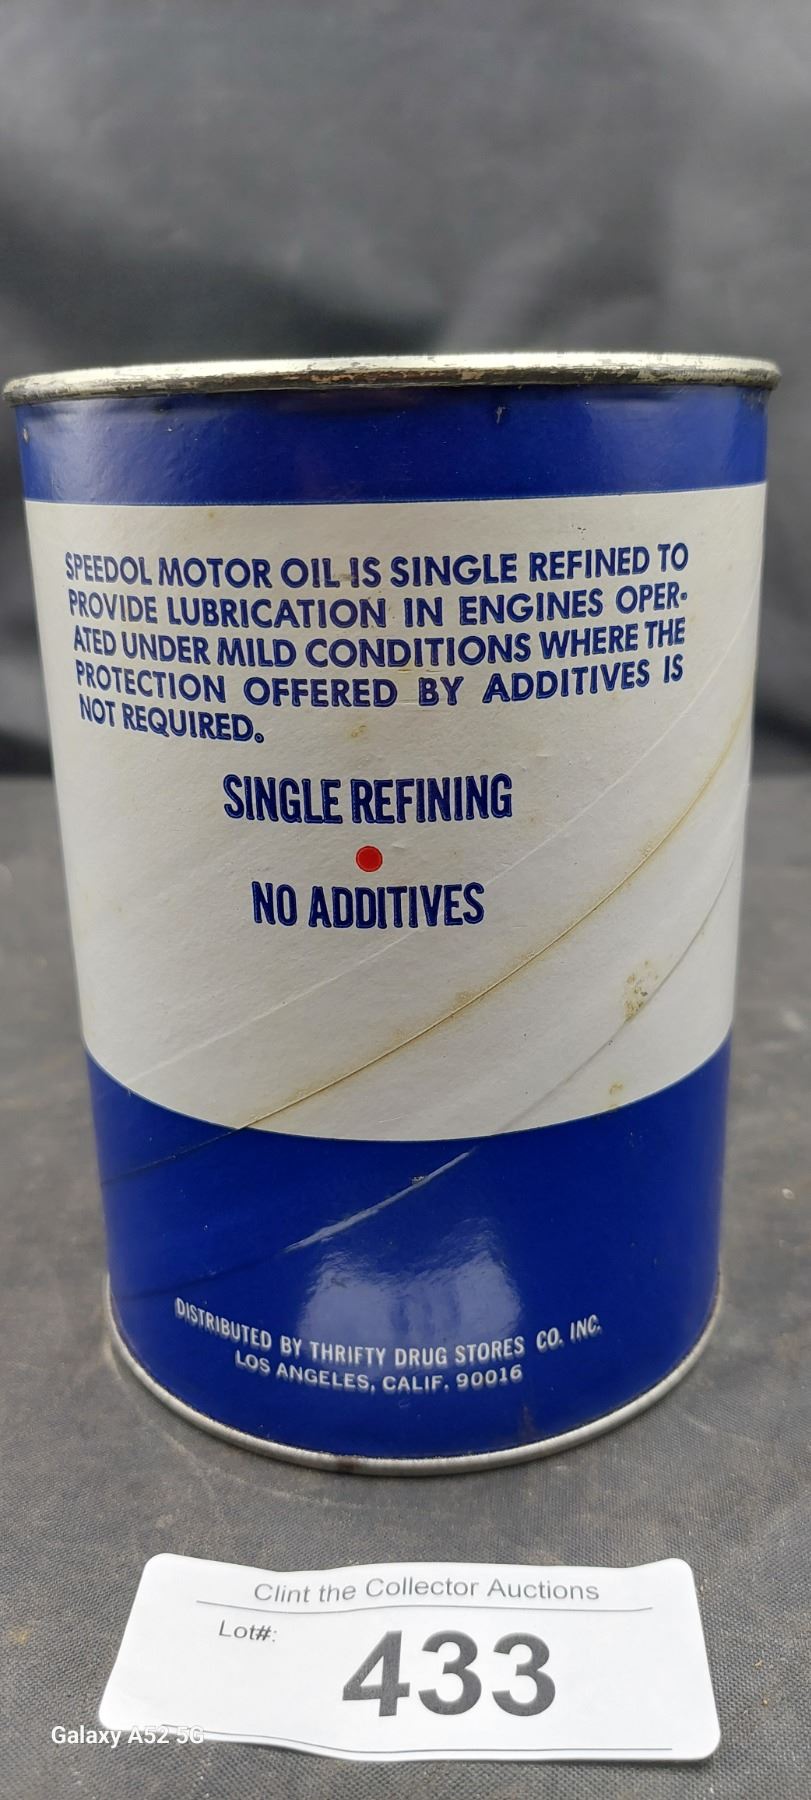 SPEEDOL MOTOR OIL IS SINGLE REFINED TO
PROVIDE LUBRICATION IN ENGINES OPER-
ATED UNDER MILD CONDITIONS WHERE THE
PROTECTION OFFERED BY ADDITIVES IS
NOT REQUIRED.
SINGLE REFINING
NO ADDITIVES
DISTRIBUTED BY THRIFTY DRUG STORES CO. INC.
LOS ANGELES, CALIF. 90016
Clint the Collector Auctions
Lot#:
433
Galaxy A52 5G